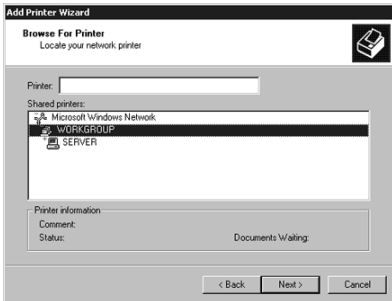 Add Printer Wizard
Browse For Printer
Locate your network printer
Printer:
Shared printers:
Microsoft Windows Network
WORKGROUP
SERVER
Printer information
Comment:
Status:
Documents Waiting:
< Back
Next >
Cancel